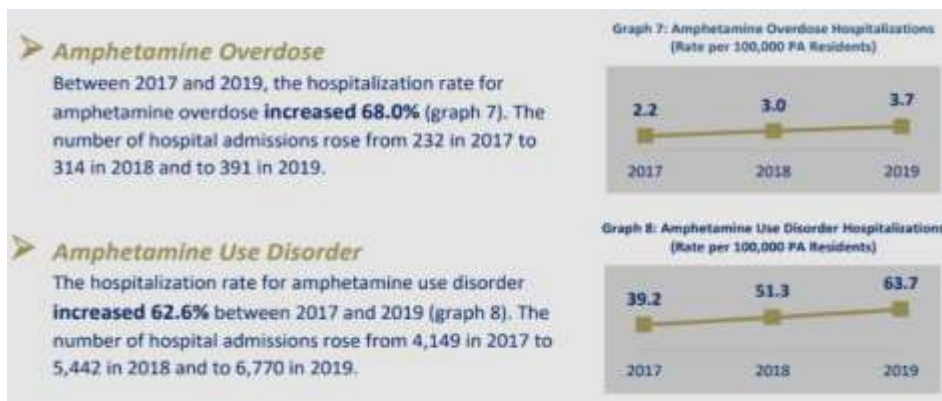 Amphetamine Overdose
Between 2017 and 2019, the hospitalization rate for
amphetamine overdose increased 68.0% (graph 7). The
number of hospital admissions rose from 232 in 2017 to
314 in 2018 and to 391 in 2019.
Graph 7: Amphetamine Overdose Hospitalizations
(Rate per 100,000 PA Residents)
2.2 3.0 3.7
2017 2018 2019
Amphetamine Use Disorder
The hospitalization rate for amphetamine use disorder
increased 62.6% between 2017 and 2019 (graph 8). The
number of hospital admissions rose from 4,149 in 2017 to
5,442 in 2018 and to 6,770 in 2019.
Graph 8: Amphetamine Use Disorder Hospitalizations
(Rate per 100,000 PA Residents)
39.2 51.3 63.7
2017 2018 2019